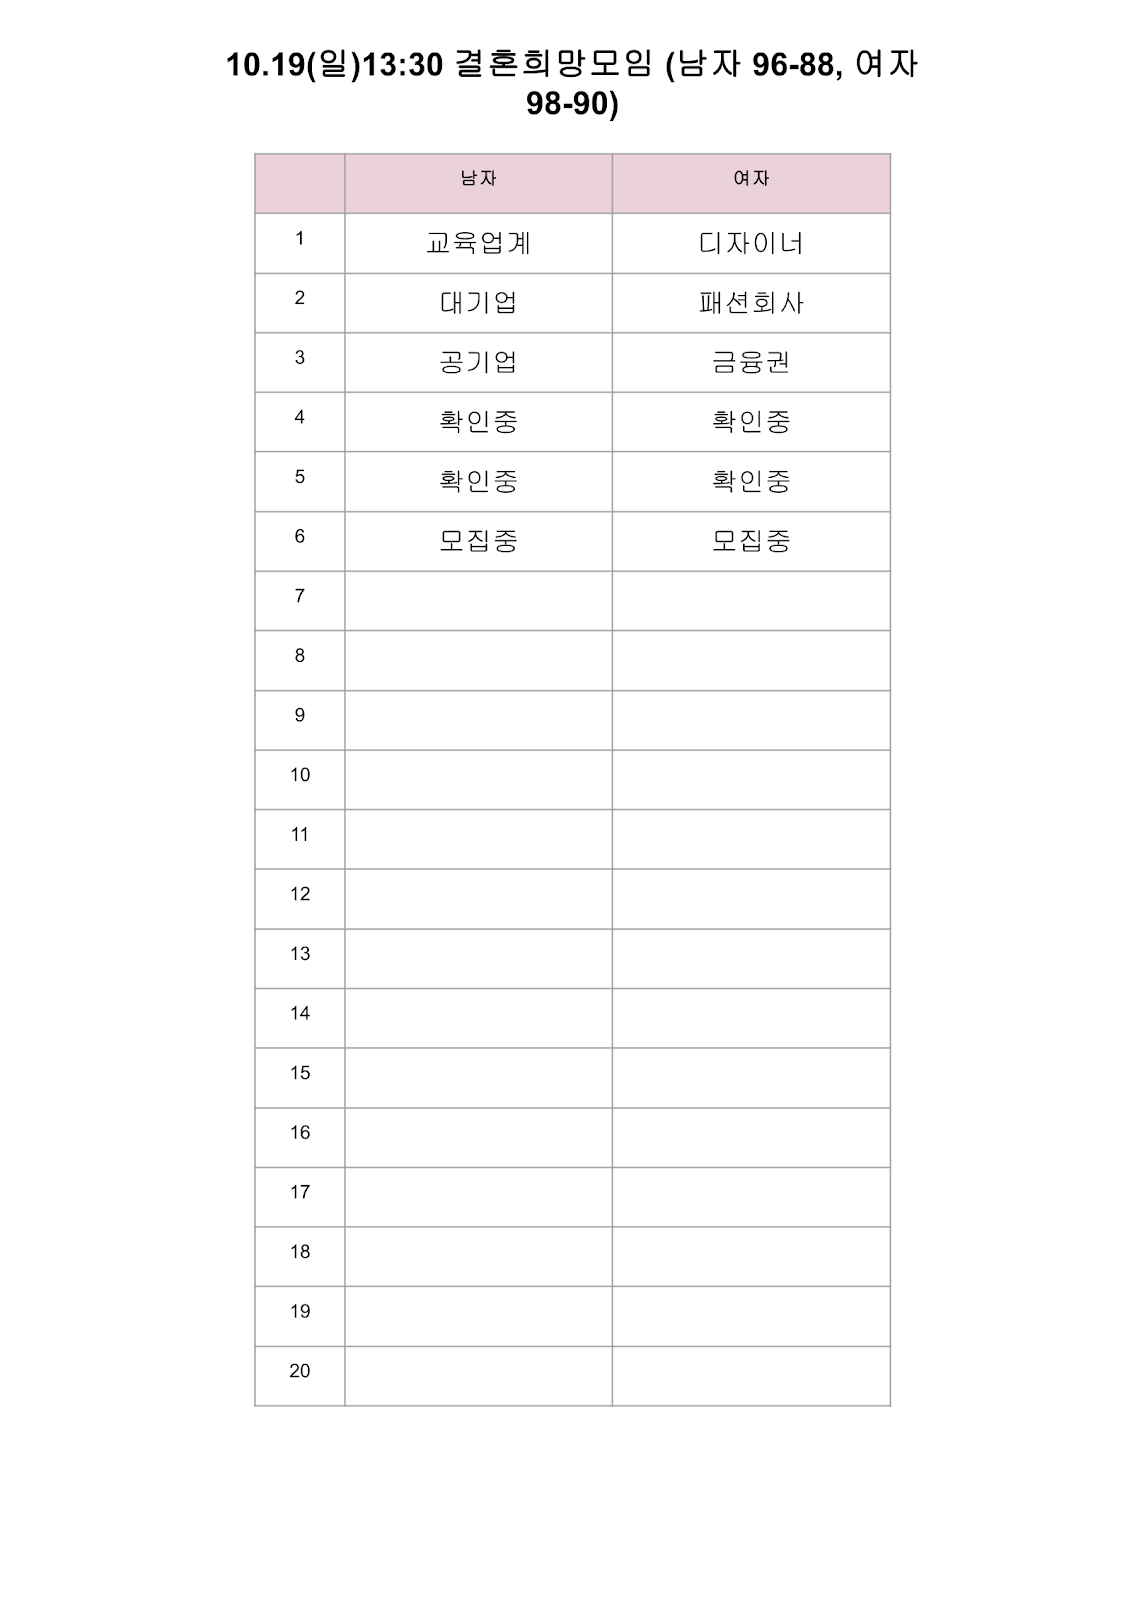 10.19(일)13:30 결혼희망모임 (남자 96-88, 여자
98-90)
남자 여자
1 교육업계 디자이너
2 대기업 패션회사
3 공기업 금융권
4 확인중 확인중
5 확인중 확인중
6 모집중 모집중
7
8
9
10
11
12
13
14
15
16
17
18
19
20